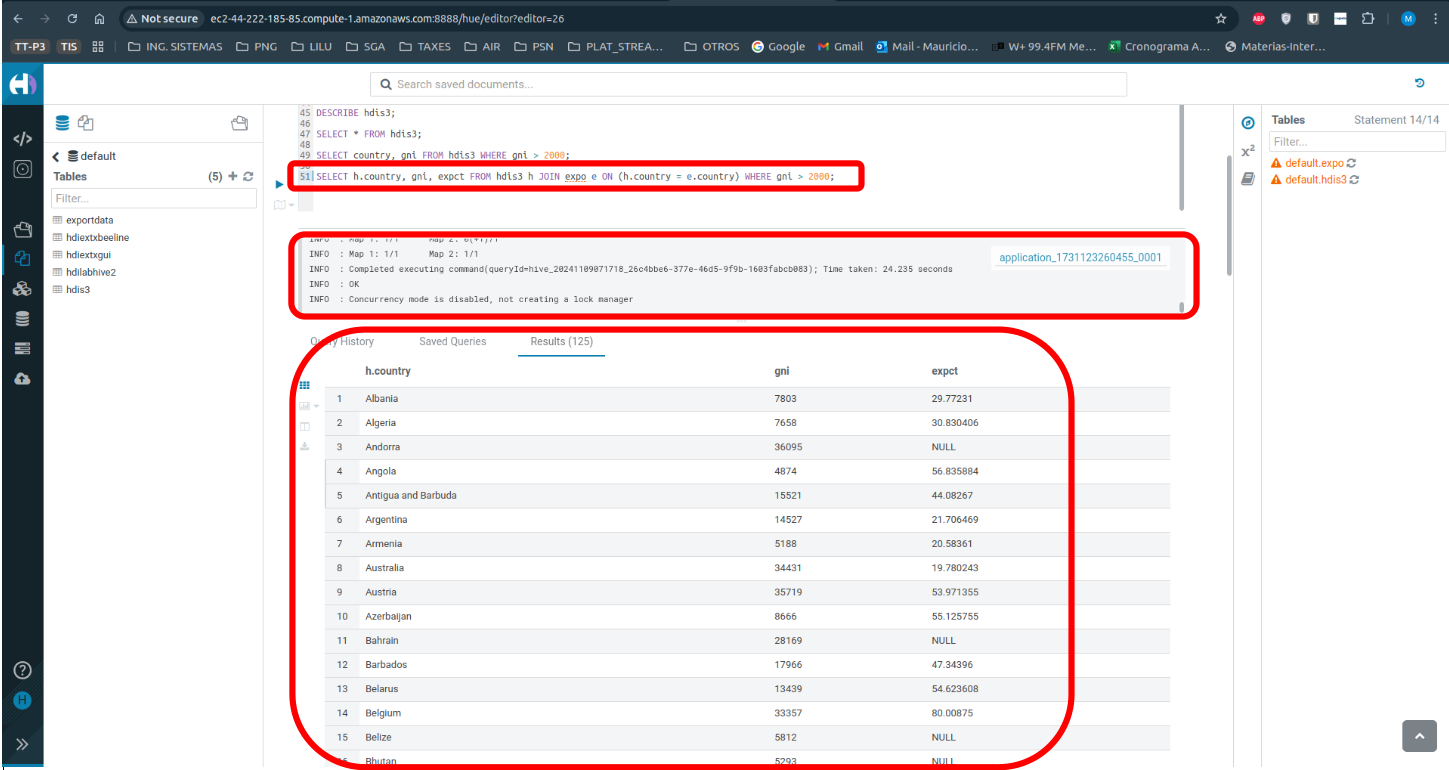 Not secure ec2-44-222-185-85.compute-1.amazonaws.com:8888/hue/editor?editor=26
ABP M
TT-P3 TIS ING. SISTEMAS PNG LILU SGA TAXES AIR PSN PLAT_STREA... OTROS Google Gmail Mail - Mauricio... W+ 99.4FM Me... Cronograma A... Materias-Inter...
Search saved documents...
default
Tables (5)
Filter...
exportdata
hdiextxbeeline
hdiextxgui
hdilabhive2
hdis3
45 DESCRIBE hdis3;
46
47 SELECT * FROM hdis3;
48
49 SELECT country, gni FROM hdis3 WHERE gni > 2000;
50
51 SELECT h.country, gni, expct FROM hdis3 h JOIN expo e ON (h.country = e.country) WHERE gni > 2000;
INFO : Map 1: 1/1 Map 2: 0(+1)/1
INFO : Map 1: 1/1 Map 2: 1/1
INFO : Completed executing command(queryId=hive_20241109071718_26c4bbe6-377e-46d5-9f9b-1603fabcb083); Time taken: 24.235 seconds
INFO : OK
INFO : Concurrency mode is disabled, not creating a lock manager
application_1731123260455_0001
Query History Saved Queries Results (125)
h.country gni expct
1 Albania 7803 29.77231
2 Algeria 7658 30.830406
3 Andorra 36095 NULL
4 Angola 4874 56.835884
5 Antigua and Barbuda 15521 44.08267
6 Argentina 14527 21.706469
7 Armenia 5188 20.58361
8 Australia 34431 19.780243
9 Austria 35719 53.971355
10 Azerbaijan 8666 55.125755
11 Bahrain 28169 NULL
12 Barbados 17966 47.34396
13 Belarus 13439 54.623608
14 Belgium 33357 80.00875
15 Belize 5812 NULL
16 Bhutan 5293 NULL
Tables Statement 14/14
Filter...
default.expo
default.hdis3
x²
H